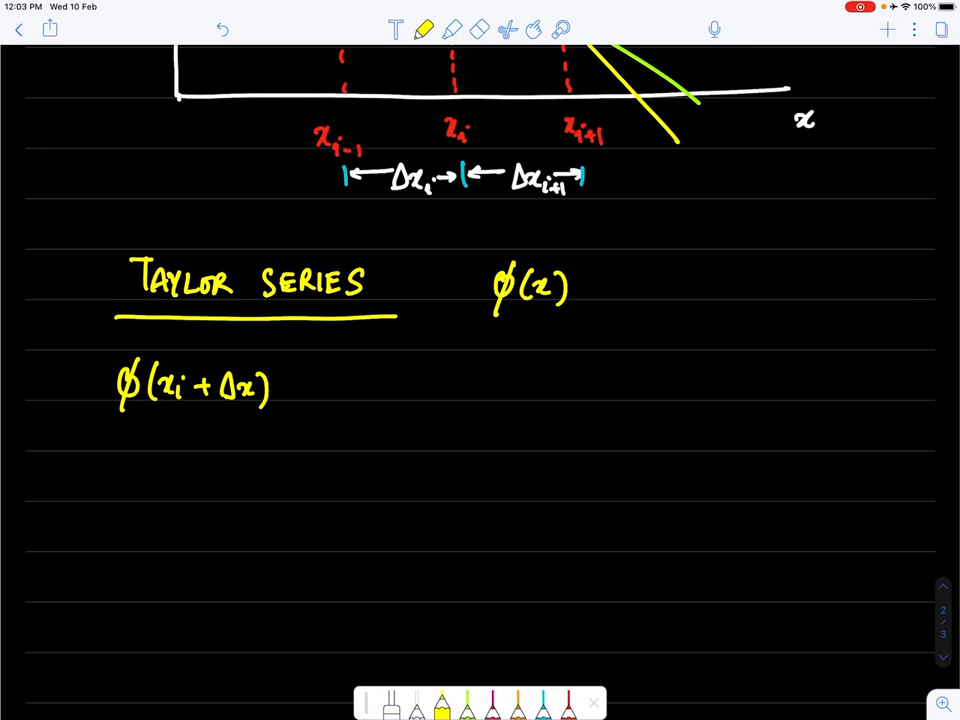 12:03 PM Wed 10 Feb 100%
T
x
x_{i-1} x_i x_{i+1}
Δx_i Δx_{i+1}
TAYLOR SERIES ϕ(x)
ϕ(x_i + Δx)
2
/
3